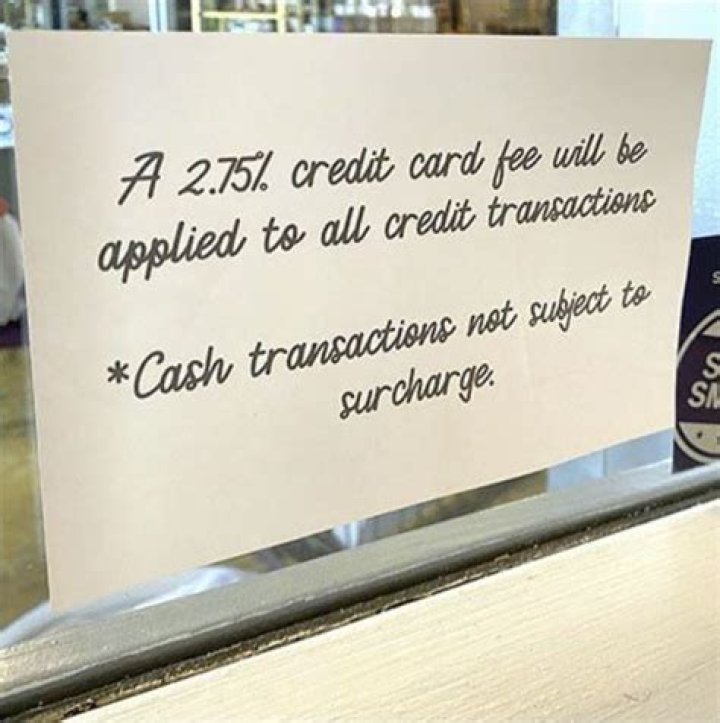 A 2.75% credit card fee will be
applied to all credit transactions
*Cash transactions not subject to
surcharge.